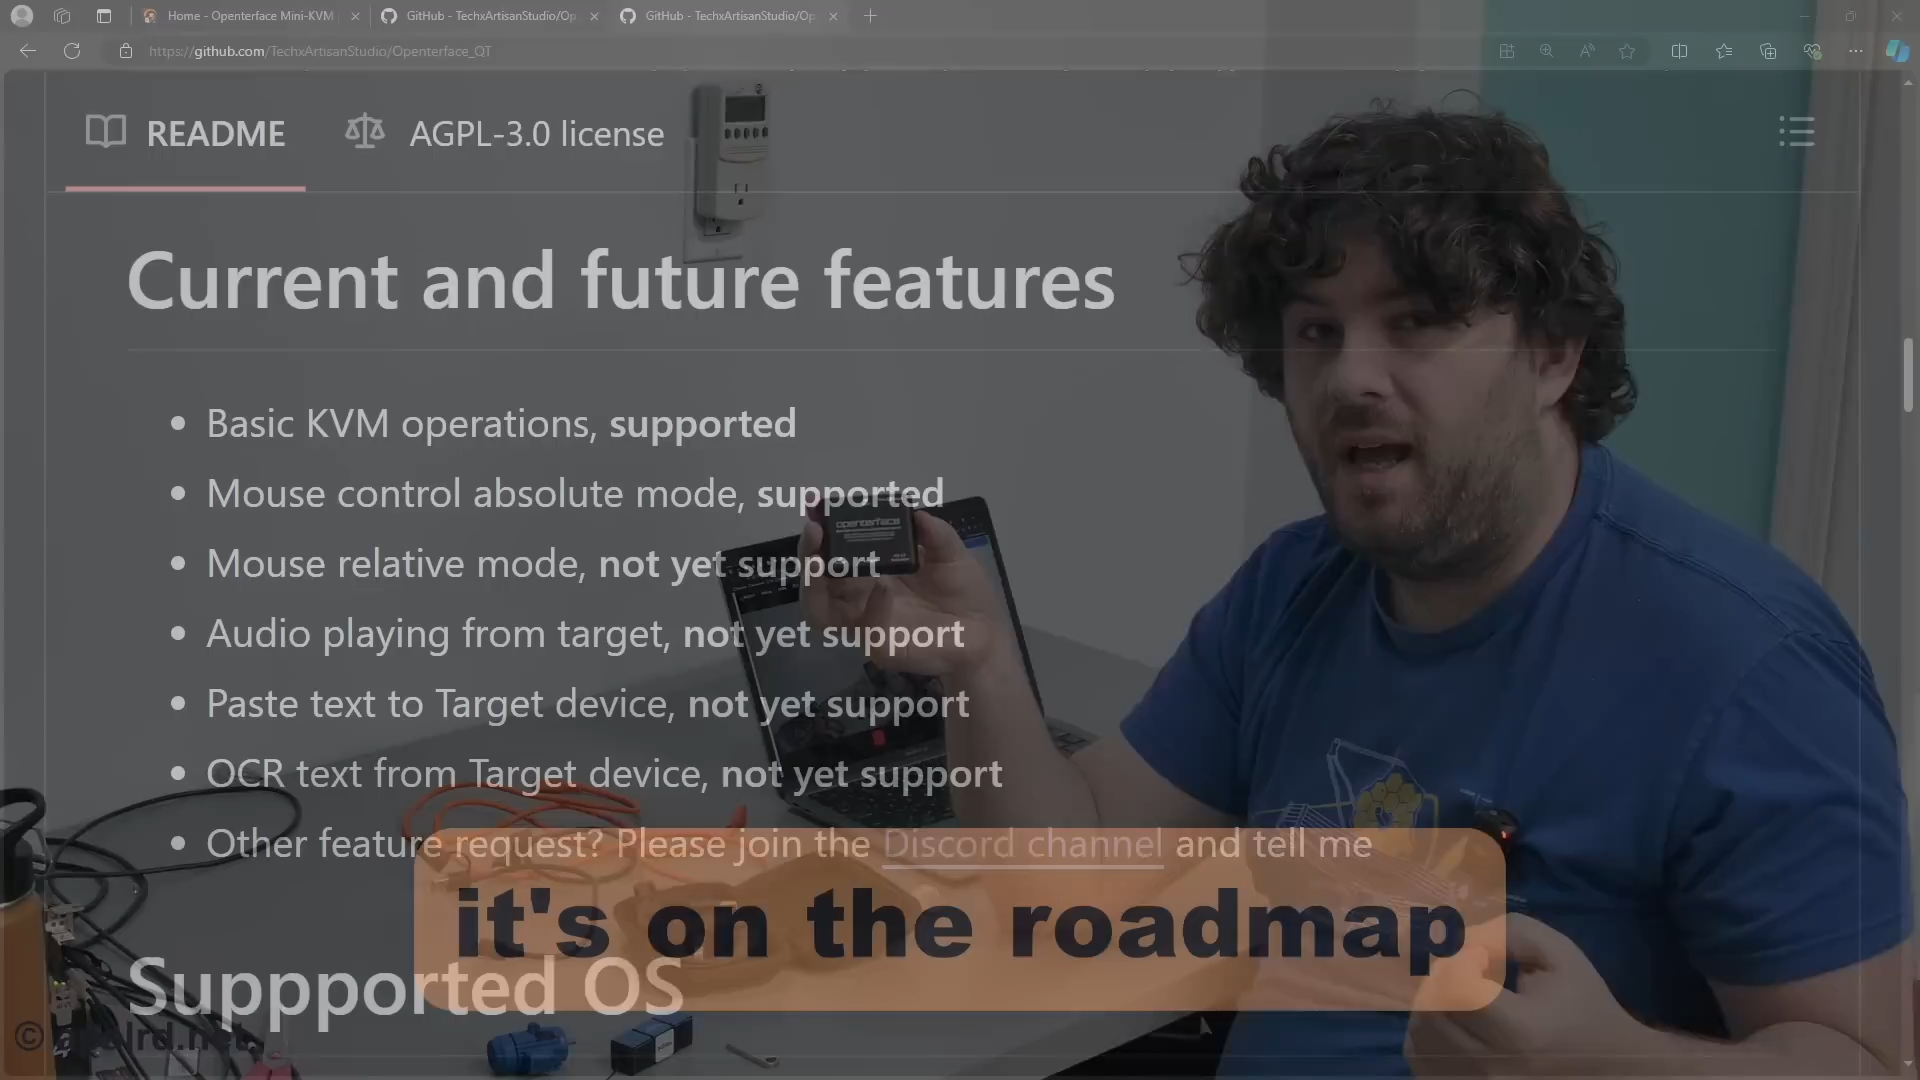 Home - Openterface Mini-KVM
GitHub - TechxArtisanStudio/Op
GitHub - TechxArtisanStudio/Op
https://github.com/TechxArtisanStudio/Openterface_QT
README
AGPL-3.0 license
Current and future features
Basic KVM operations, supported
Mouse control absolute mode, supported
Mouse relative mode, not yet support
Audio playing from target, not yet support
Paste text to Target device, not yet support
OCR text from Target device, not yet support
Other feature request? Please join the Discord channel and tell me
it's on the roadmap
Suppported OS
openterface